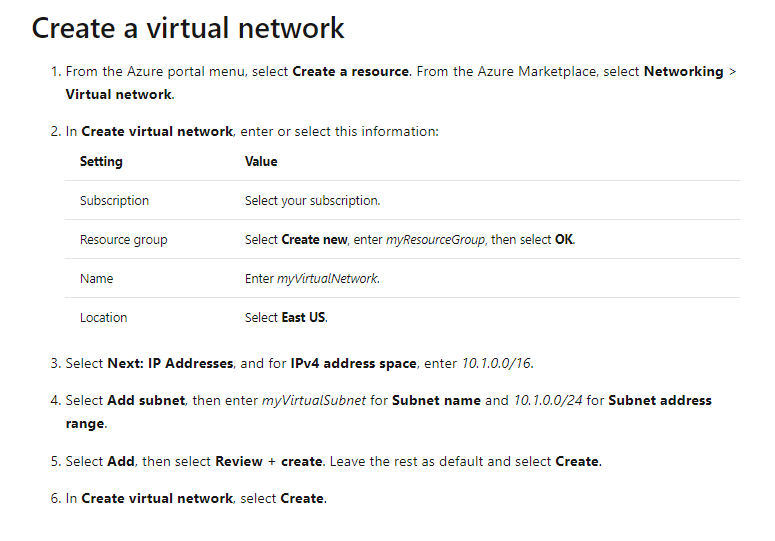 Create a virtual network
1. From the Azure portal menu, select Create a resource. From the Azure Marketplace, select Networking >
Virtual network.
2. In Create virtual network, enter or select this information:
Setting Value
Subscription Select your subscription.
Resource group Select Create new, enter myResourceGroup, then select OK.
Name Enter myVirtualNetwork.
Location Select East US.
3. Select Next: IP Addresses, and for IPv4 address space, enter 10.1.0.0/16.
4. Select Add subnet, then enter myVirtualSubnet for Subnet name and 10.1.0.0/24 for Subnet address
range.
5. Select Add, then select Review + create. Leave the rest as default and select Create.
6. In Create virtual network, select Create.